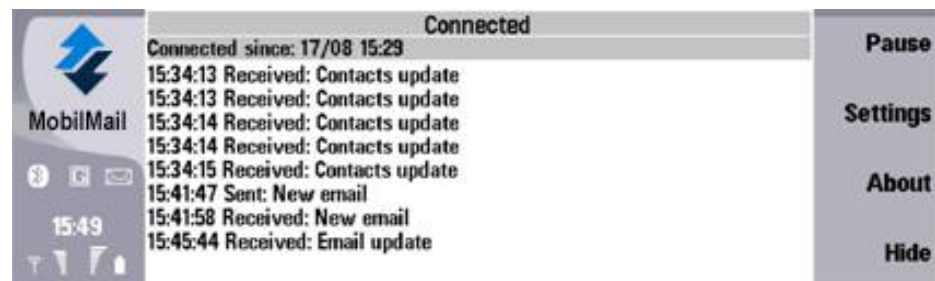 Connected
Connected since: 17/08 15:29
15:34:13 Received: Contacts update
15:34:13 Received: Contacts update
15:34:14 Received: Contacts update
15:34:14 Received: Contacts update
15:34:15 Received: Contacts update
15:41:47 Sent: New email
15:41:58 Received: New email
15:45:44 Received: Email update
MobilMail
G
15:49
Pause
Settings
About
Hide